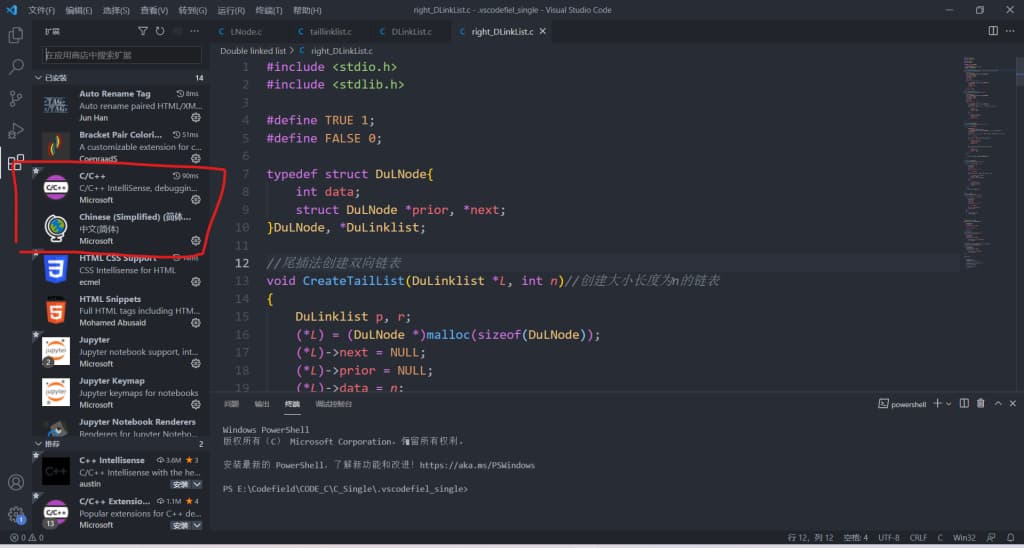 文件(F) 编辑(E) 选择(S) 查看(V) 转到(G) 运行(R) 终端(T) 帮助(H)
right_DLinkList.c - .vscodefiel_single - Visual Studio Code
扩展
LNode.c taillinklist.c DLinkList.c right_DLinkList.c
在应用商店中搜索扩展
Double linked list > right_DLinkList.c
已安装 14
Auto Rename Tag 8ms
Auto rename paired HTML/XM...
Jun Han
Bracket Pair Colori... 51ms
A customizable extension for c...
CoenraadS
C/C++ 90ms
C/C++ IntelliSense, debuggin...
Microsoft
Chinese (Simplified) (简体...
中文(简体)
Microsoft
HTML CSS Support
CSS Intellisense for HTML
ecmel
HTML Snippets
Full HTML tags including HTM...
Mohamed Abusaid
Jupyter
Jupyter notebook support, int...
Microsoft
2
Jupyter Keymap
Jupyter keymaps for notebooks
Microsoft
Jupyter Notebook Renderers
Renderers for Jupyter Notebo...
推荐 2
C++ Intellisense 3.6M 3
C/C++ Intellisense with the he...
austin 安装
C/C++ Extensio... 1.1M 4
Popular extensions for C++ de...
Microsoft 安装
13
1
1 #include <stdio.h>
2 #include <stdlib.h>
3
4 #define TRUE 1;
5 #define FALSE 0;
6
7 typedef struct DuLNode{
8 int data;
9 struct DuLNode *prior, *next;
10 }DuLNode, *DuLinklist;
11
12 //尾插法创建双向链表
13 void CreateTailList(DuLinklist *L, int n)//创建大小长度为n的链表
14 {
15 DuLinklist p, r;
16 (*L) = (DuLNode *)malloc(sizeof(DuLNode));
17 (*L)->next = NULL;
18 (*L)->prior = NULL;
19 (*L)->data = n;
问题 输出 终端 调试控制台 powershell
Windows PowerShell
版权所有 (C) Microsoft Corporation。保留所有权利。
安装最新的 PowerShell，了解新功能和改进！https://aka.ms/PSWindows
PS E:\Codefield\CODE_C\C_Single\.vscodefiel_single>
0 0 行 12，列 12 空格: 4 UTF-8 CRLF C Win32